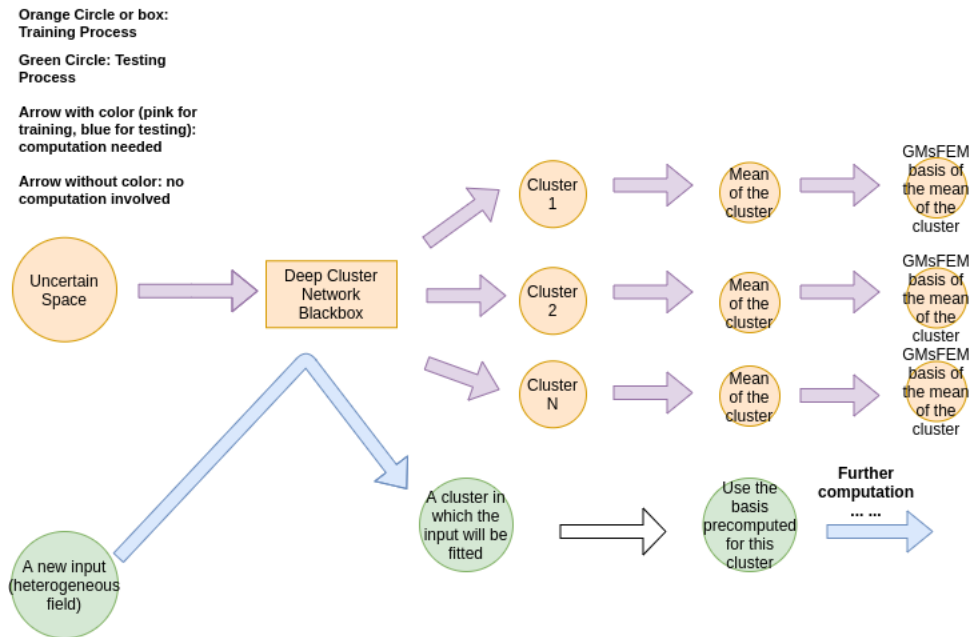 Orange Circle or box:
Training Process
Green Circle: Testing
Process
Arrow with color (pink for
training, blue for testing):
computation needed
Arrow without color: no
computation involved
Uncertain
Space
Deep Cluster
Network
Blackbox
Cluster
1
Mean
of the
cluster
GMsFEM
basis of
the mean
of the
cluster
Cluster
2
Mean
of the
cluster
GMsFEM
basis of
the mean
of the
cluster
Cluster
N
Mean
of the
cluster
GMsFEM
basis of
the mean
of the
cluster
A new input
(heterogeneous
field)
A cluster in
which the
input will be
fitted
Use the
basis
precomputed
for this
cluster
Further
computation
... ...